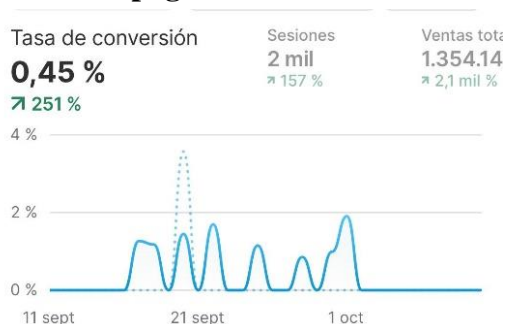 Tasa de conversión
0,45 %
↗ 251 %
Sesiones
2 mil
↗ 157 %
Ventas
1.354.14
↗ 2,1 mil %
4 %
2 %
0 %
11 sept
21 sept
1 oct